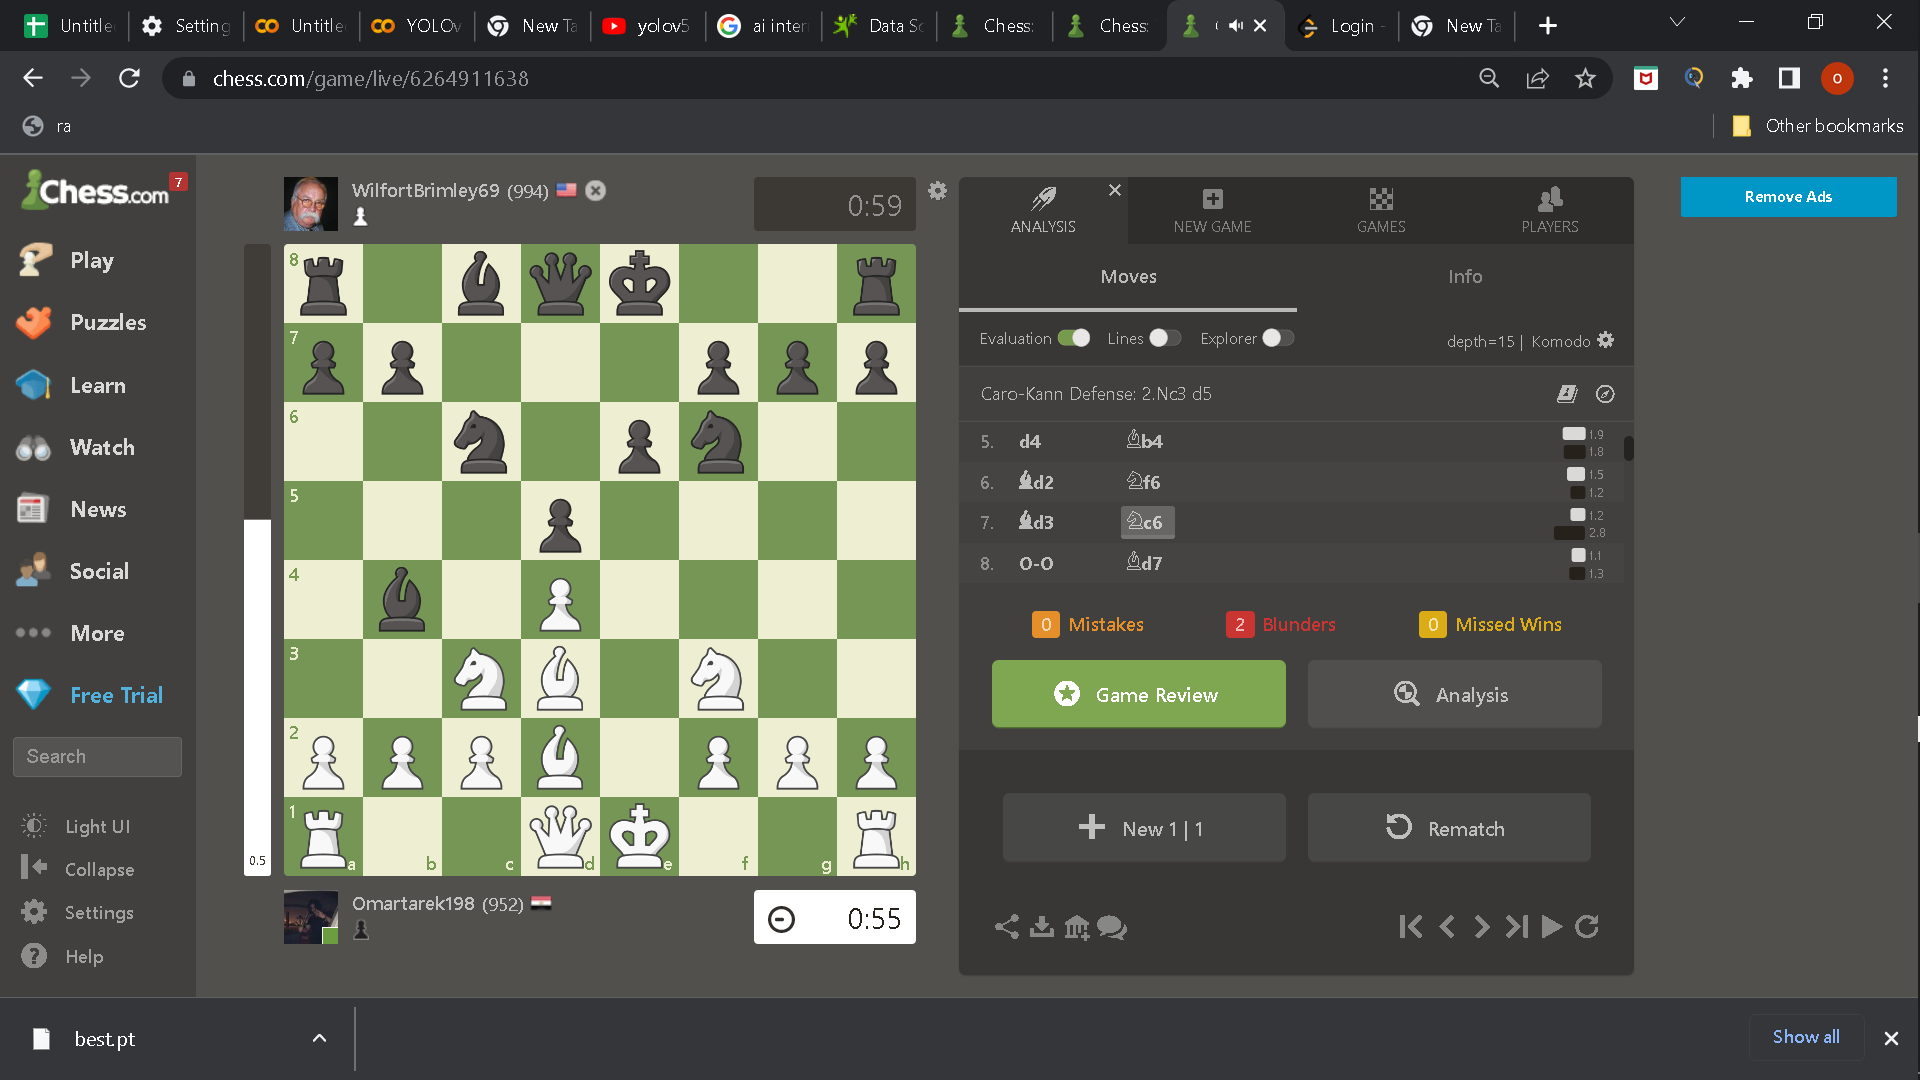 Untitle
Setting
Untitle
YOLOv
New Ta
yolov5
ai inter
Data Sc
Chess:
Chess:
Login -
New Ta
chess.com/game/live/6264911638
O
ra
Other bookmarks
Chess.com
7
Play
Puzzles
Learn
Watch
News
Social
More
Free Trial
Search
Light UI
Collapse
Settings
Help
WilfortBrimley69 (994)
0:59
8
7
6
5
4
3
2
1
a b c d e f g h
0.5
Omartarek198 (952)
0:55
ANALYSIS
NEW GAME
GAMES
PLAYERS
Moves
Info
Evaluation
Lines
Explorer
depth=15 | Komodo
Caro-Kann Defense: 2.Nc3 d5
5. d4 b4 1.9
1.8
6. d2 f6 1.5
1.2
7. d3 c6 1.2
2.8
8. O-O d7 1.1
1.3
0 Mistakes
2 Blunders
0 Missed Wins
Game Review
Analysis
New 1 | 1
Rematch
Remove Ads
best.pt
Show all